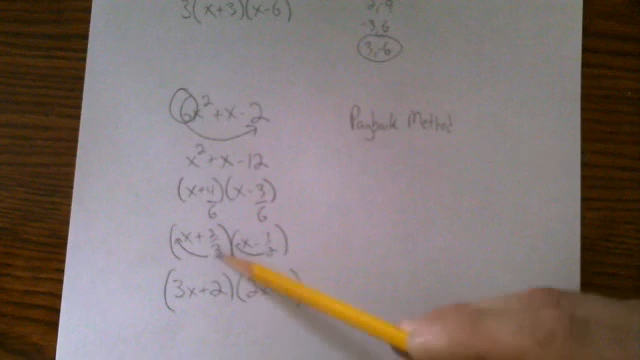 3(x+3)(x-6)
-3,6
3,-6
6x²+x-2
Payback Method
x²+x-12
(x+4/6)(x-3/6)
(x+2/3)(x-1/2)
(3x+2)(2x